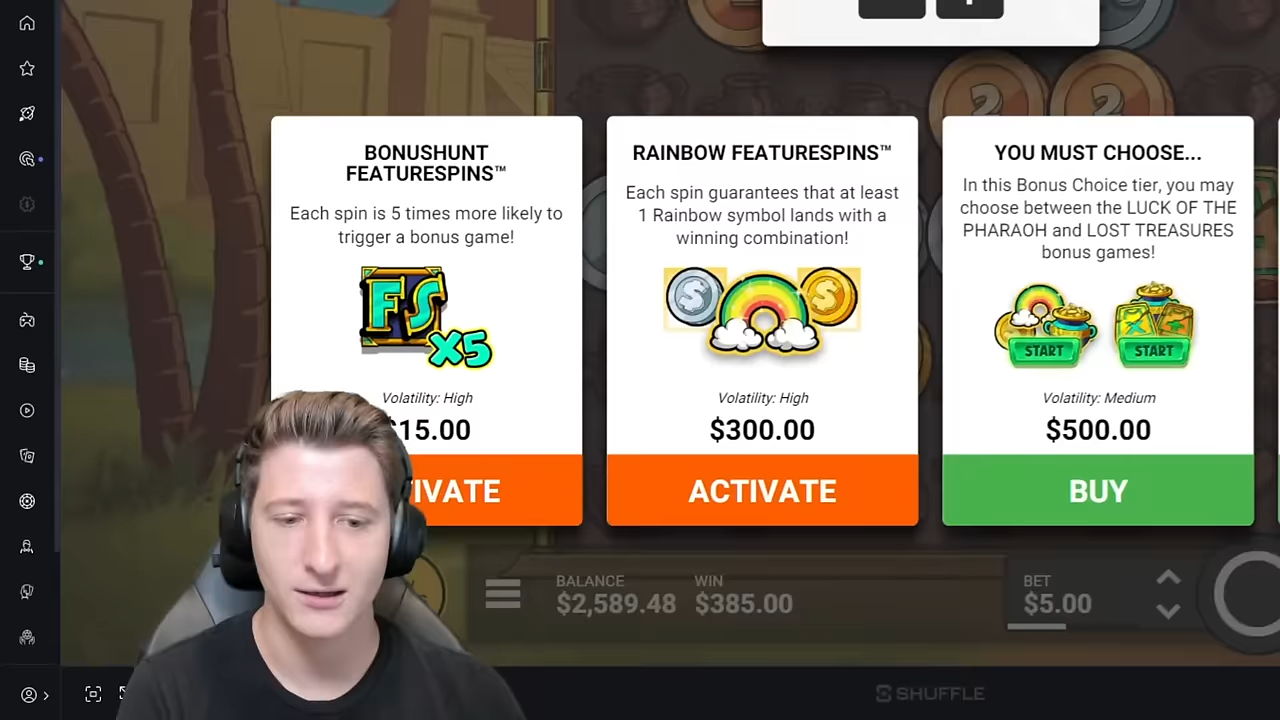 2
2
BONUSHUNT
FEATURESPINS™
Each spin is 5 times more likely to
trigger a bonus game!
FS
X5
Volatility: High
$15.00
IVATE
RAINBOW FEATURESPINS™
Each spin guarantees that at least
1 Rainbow symbol lands with a
winning combination!
$
$
Volatility: High
$300.00
ACTIVATE
YOU MUST CHOOSE...
In this Bonus Choice tier, you may
choose between the LUCK OF THE
PHARAOH and LOST TREASURES
bonus games!
START
START
Volatility: Medium
$500.00
BUY
BALANCE
$2,589.48
WIN
$385.00
BET
$5.00
SHUFFLE